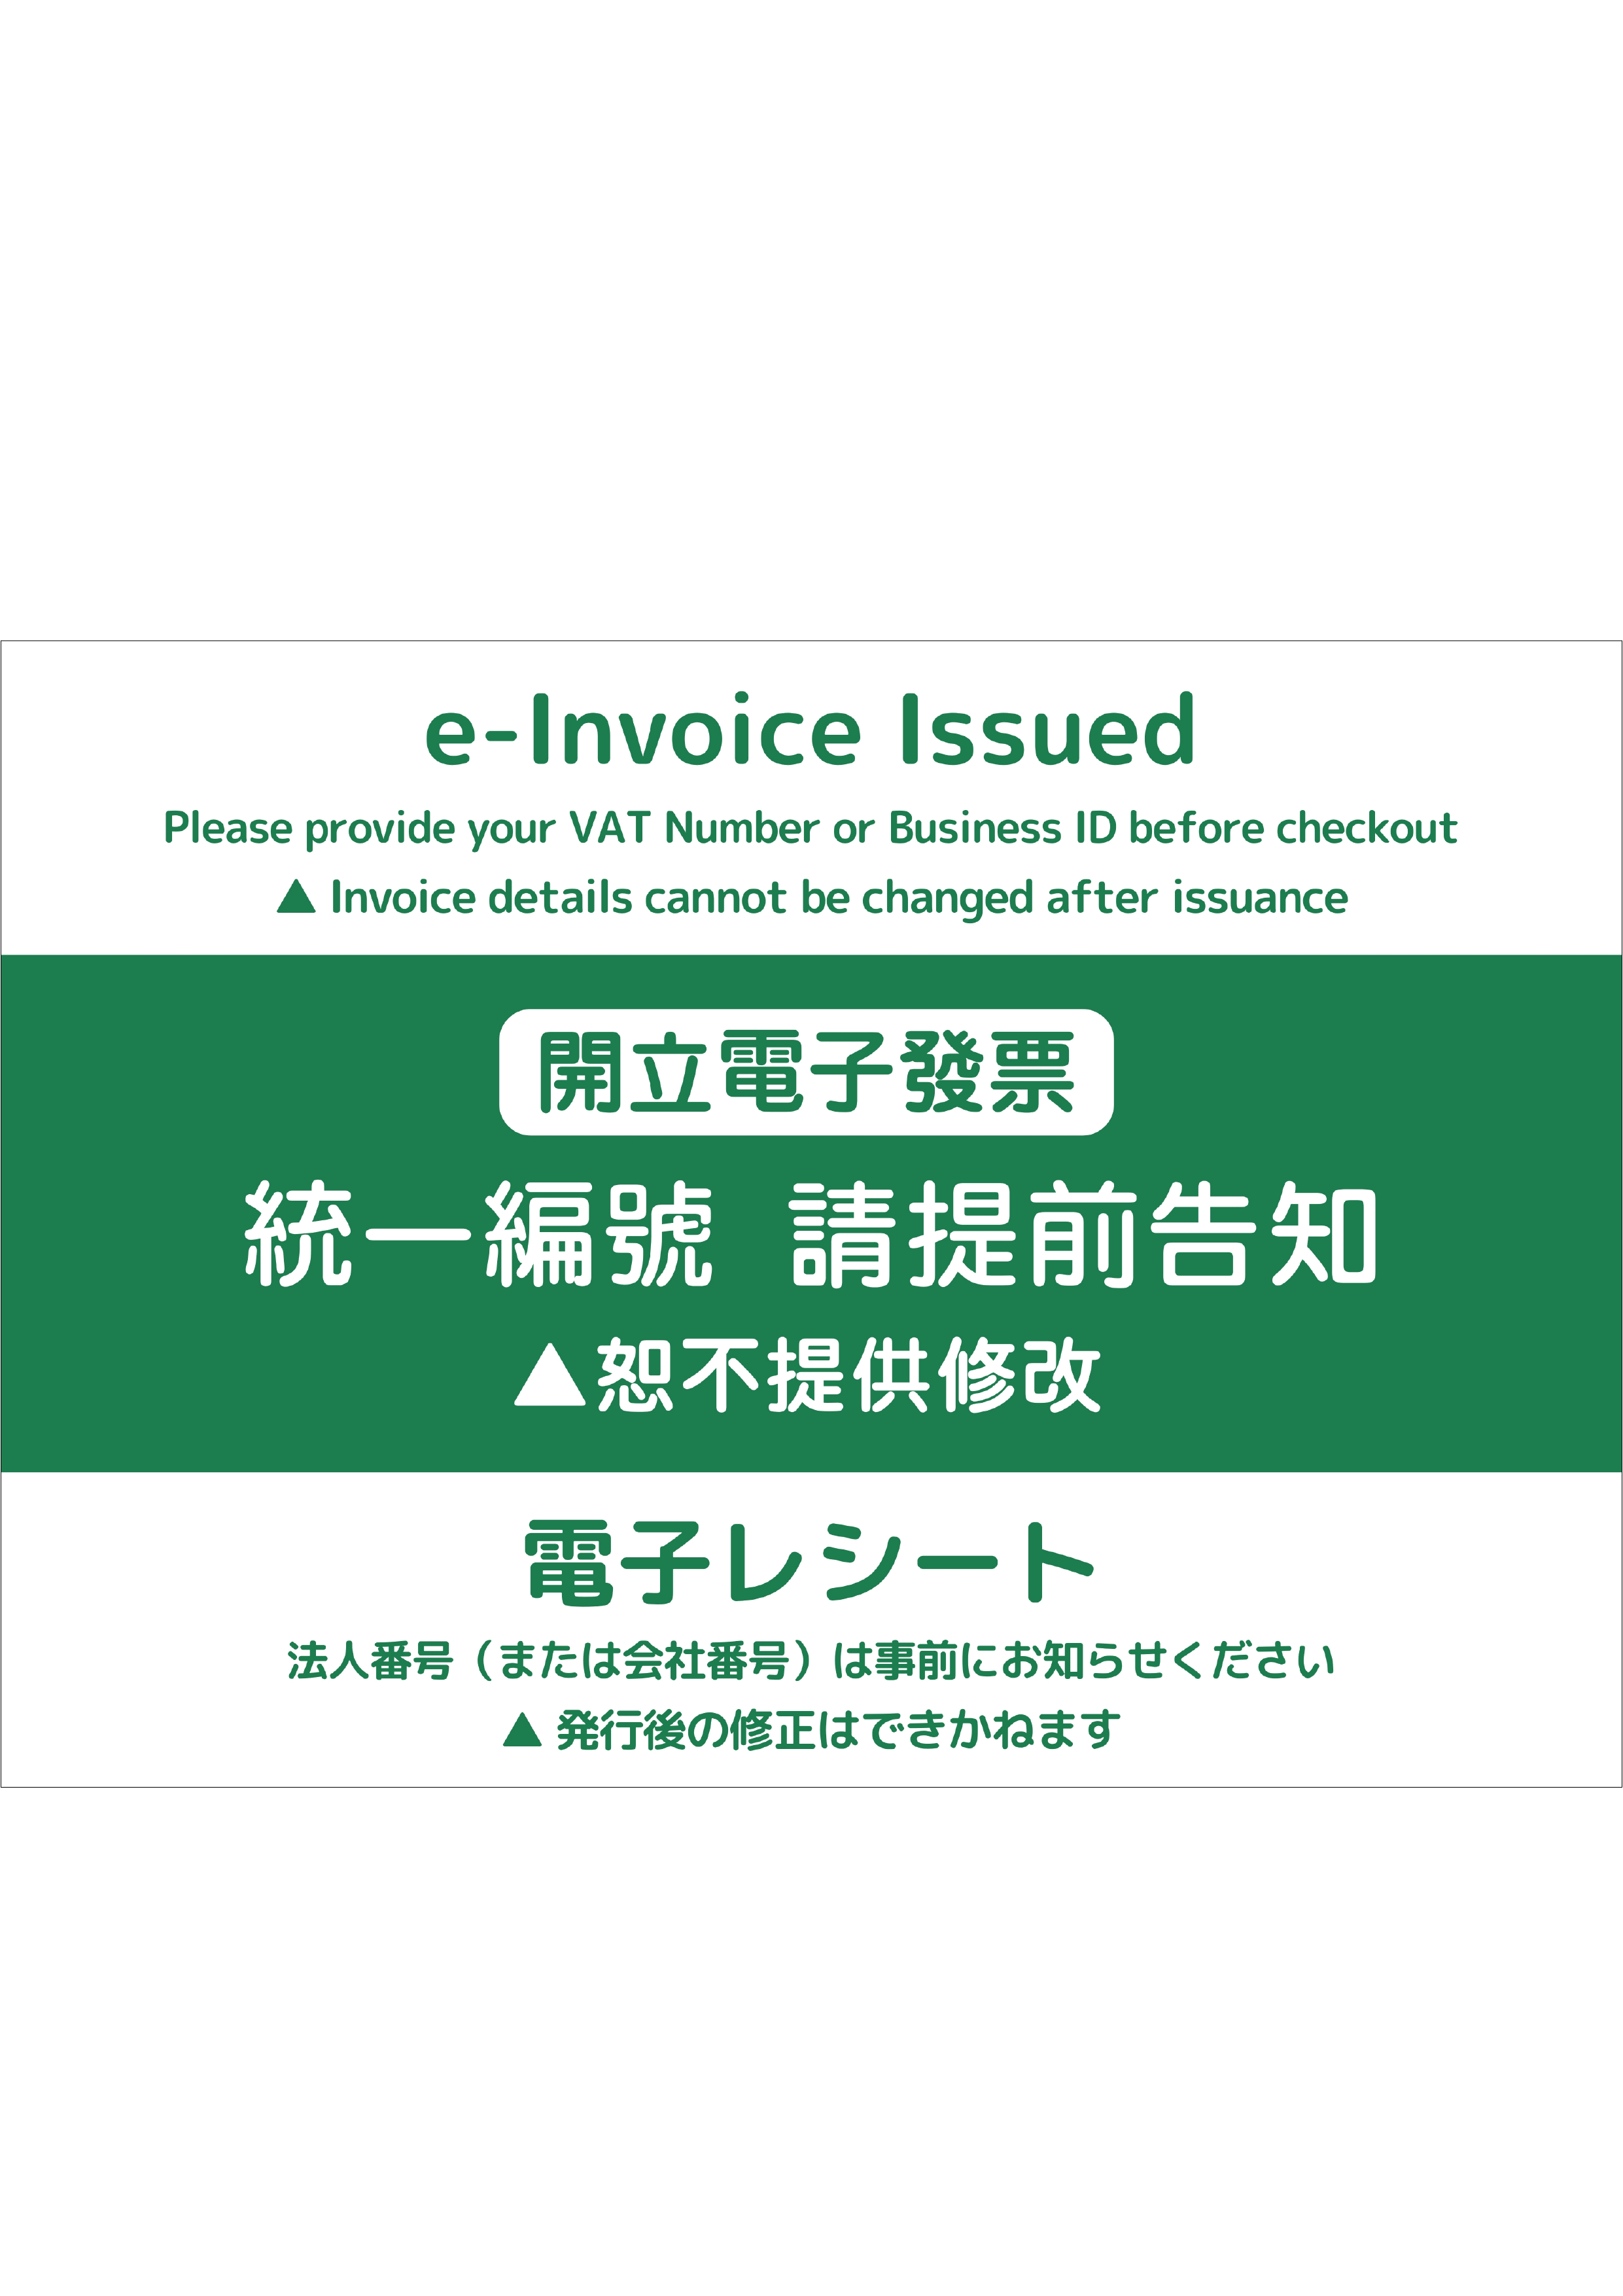 e-Invoice Issued
Please provide your VAT Number or Business ID before checkout
▲ Invoice details cannot be changed after issuance
開立電子發票
統一編號 請提前告知
▲恕不提供修改
電子レシート
法人番号（または会社番号）は事前にお知らせください
▲ 発行後の修正はできかねます